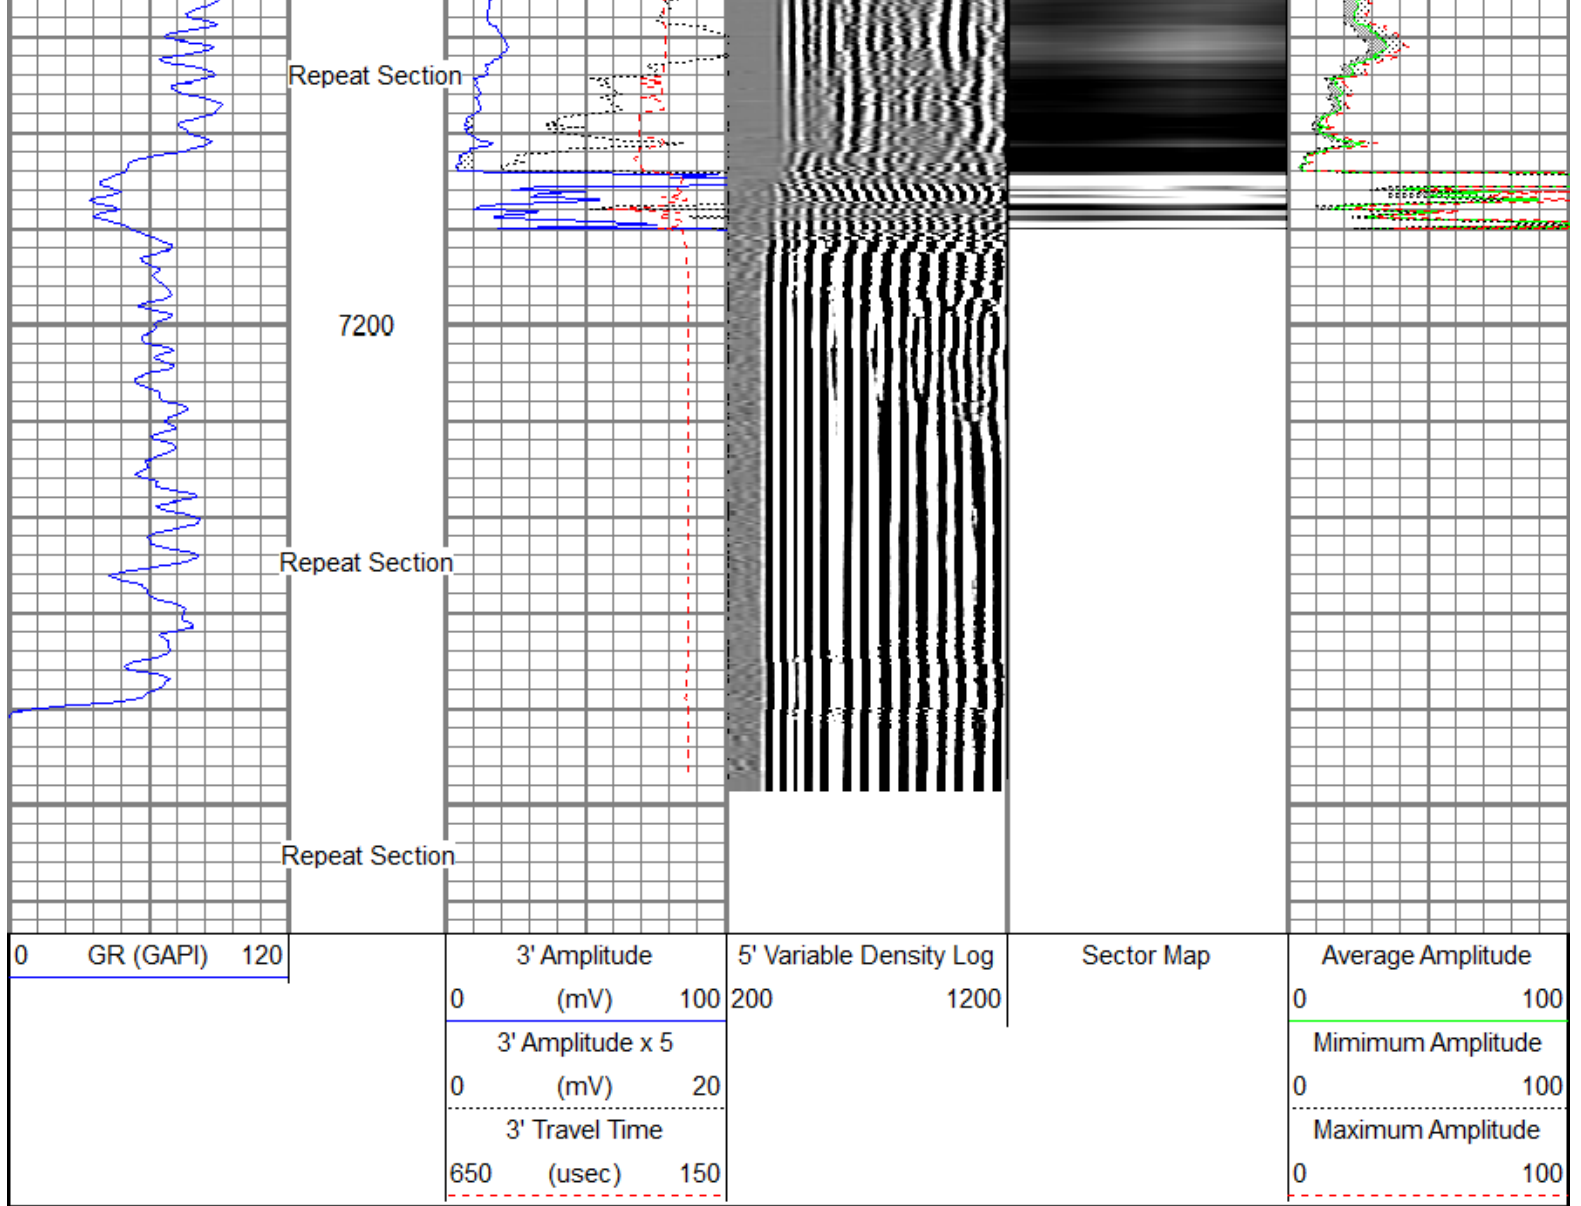 Repeat Section
7200
Repeat Section
Repeat Section
0 GR (GAPI) 120
3' Amplitude
0 (mV) 100
3' Amplitude x 5
0 (mV) 20
3' Travel Time
650 (usec) 150
5' Variable Density Log
200 1200
Sector Map
Average Amplitude
0 100
Mimimum Amplitude
0 100
Maximum Amplitude
0 100